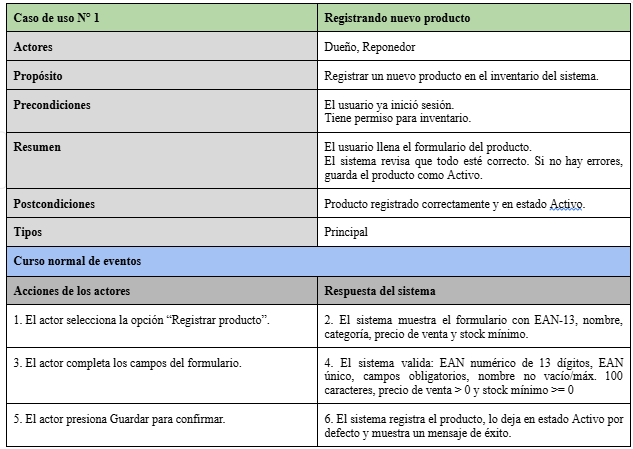 Caso de uso N° 1
Registrando nuevo producto
Actores
Dueño, Reponedor
Propósito
Registrar un nuevo producto en el inventario del sistema.
Precondiciones
El usuario ya inició sesión.
Tiene permiso para inventario.
Resumen
El usuario llena el formulario del producto.
El sistema revisa que todo esté correcto. Si no hay errores,
guarda el producto como Activo.
Postcondiciones
Producto registrado correctamente y en estado Activo.
Tipos
Principal
Curso normal de eventos
Acciones de los actores
Respuesta del sistema
1. El actor selecciona la opción “Registrar producto”.
2. El sistema muestra el formulario con EAN-13, nombre,
categoría, precio de venta y stock mínimo.
3. El actor completa los campos del formulario.
4. El sistema valida: EAN numérico de 13 dígitos, EAN
único, campos obligatorios, nombre no vacío/máx. 100
caracteres, precio de venta > 0 y stock mínimo >= 0
5. El actor presiona Guardar para confirmar.
6. El sistema registra el producto, lo deja en estado Activo por
defecto y muestra un mensaje de éxito.